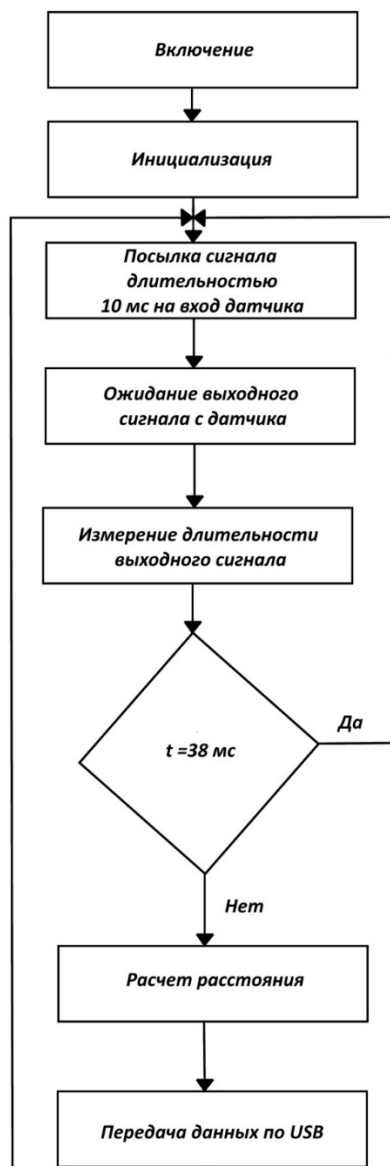 Включение
Инициализация
Посылка сигнала
длительностью
10 мс на вход датчика
Ожидание выходного
сигнала с датчика
Измерение длительности
выходного сигнала
t =38 мс
Да
Нет
Расчет расстояния
Передача данных по USB